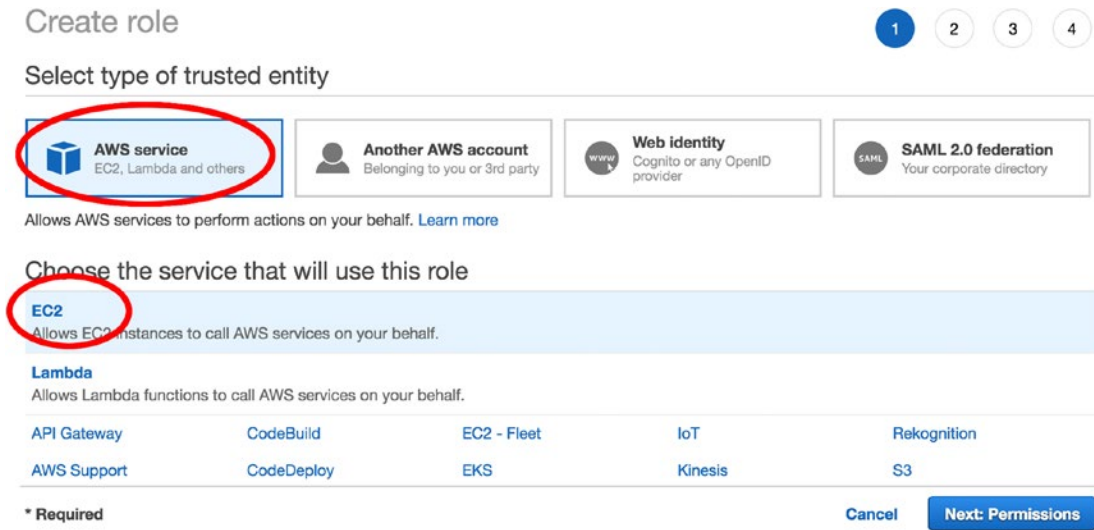 Create role
1 2 3 4
Select type of trusted entity
AWS service
EC2, Lambda and others
Another AWS account
Belonging to you or 3rd party
www
Web identity
Cognito or any OpenID
provider
SAML
SAML 2.0 federation
Your corporate directory
Allows AWS services to perform actions on your behalf. Learn more
Choose the service that will use this role
EC2
Allows EC2 instances to call AWS services on your behalf.
Lambda
Allows Lambda functions to call AWS services on your behalf.
API Gateway CodeBuild EC2 - Fleet IoT Rekognition
AWS Support CodeDeploy EKS Kinesis S3
* Required Cancel Next: Permissions